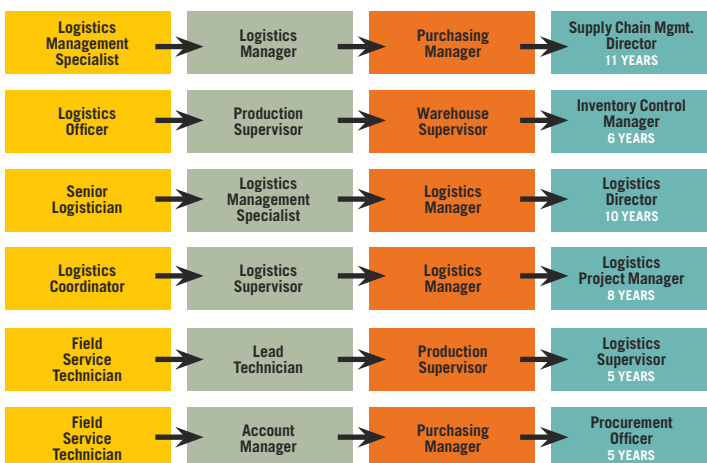 Logistics
Management
Specialist
Logistics
Manager
Purchasing
Manager
Supply Chain Mgmt.
Director
11 YEARS
Logistics
Officer
Production
Supervisor
Warehouse
Supervisor
Inventory Control
Manager
6 YEARS
Senior
Logistician
Logistics
Management
Specialist
Logistics
Manager
Logistics
Director
10 YEARS
Logistics
Coordinator
Logistics
Supervisor
Logistics
Manager
Logistics
Project Manager
8 YEARS
Field
Service
Technician
Lead
Technician
Production
Supervisor
Logistics
Supervisor
5 YEARS
Field
Service
Technician
Account
Manager
Purchasing
Manager
Procurement
Officer
5 YEARS